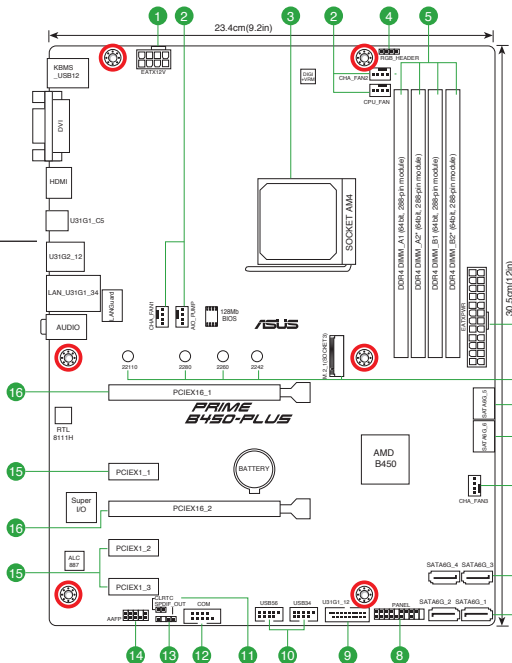 23.4cm(9.2in)
1
2
3
2
4
5
KBMS
_USB12
EATX12V
DIGI
+VRM
RGB_HEADER
CHA_FAN2
CPU_FAN
DVI
HDMI
U31G1_C5
U31G2_12
LAN_U31G1_34
LANGuard
AUDIO
SOCKET AM4
DDR4 DIMM_A1 (64bit, 288-pin module)
DDR4 DIMM_A2* (64bit, 288-pin module)
DDR4 DIMM_B1 (64bit, 288-pin module)
DDR4 DIMM_B2* (64bit, 288-pin module)
30.5cm(12in)
EATXPWR
CHA_FAN1
AIO_PUMP
128Mb
BIOS
ASUS
M.2_1(SOCKET3)
22110
2280
2260
2242
16
PCIEX16_1
PRIME
B450-PLUS
SATA6G_5
SATA6G_6
RTL
8111H
15
PCIEX1_1
BATTERY
AMD
B450
CHA_FAN3
Super
I/O
16
PCIEX16_2
ALC
887
15
PCIEX1_2
PCIEX1_3
SATA6G_4
SATA6G_3
CLRTC
SPDIF_OUT
AAFP
COM
USB56
USB34
U31G1_12
PANEL
SATA6G_2
SATA6G_1
14
13
12
11
10
9
8